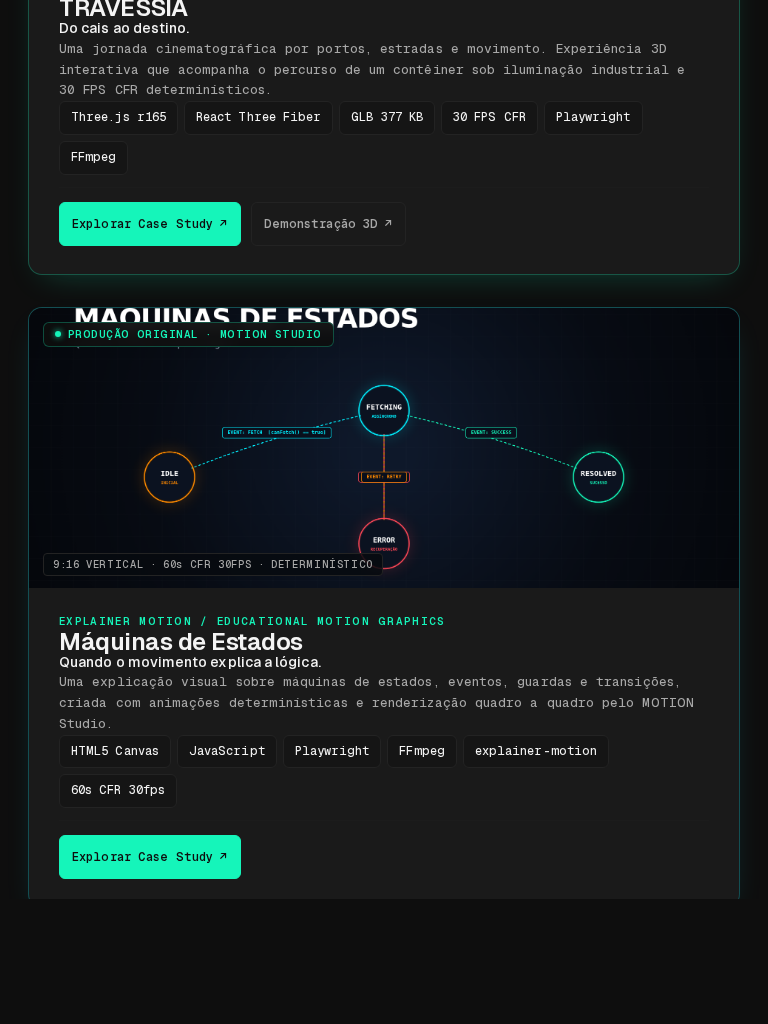 TRAVESSIA
Do cais ao destino.
Uma jornada cinematográfica por portos, estradas e movimento. Experiência 3D
interativa que acompanha o percurso de um contêiner sob iluminação industrial e
30 FPS CFR determinísticos.
Three.js r165
React Three Fiber
GLB 377 KB
30 FPS CFR
Playwright
FFmpeg
Explorar Case Study ↗
Demonstração 3D ↗
MÁQUINAS DE ESTADOS
PRODUÇÃO ORIGINAL · MOTION STUDIO
FETCHING
EVENT: FETCH [canFetch() == true]
EVENT: SUCCESS
IDLE
INICIAL
EVENT: RETRY
RESOLVED
SUCESSO
ERROR
RECUPERAÇÃO
9:16 VERTICAL · 60s CFR 30FPS · DETERMINÍSTICO
EXPLAINER MOTION / EDUCATIONAL MOTION GRAPHICS
Máquinas de Estados
Quando o movimento explica a lógica.
Uma explicação visual sobre máquinas de estados, eventos, guardas e transições,
criada com animações determinísticas e renderização quadro a quadro pelo MOTION
Studio.
HTML5 Canvas
JavaScript
Playwright
FFmpeg
explainer-motion
60s CFR 30fps
Explorar Case Study ↗